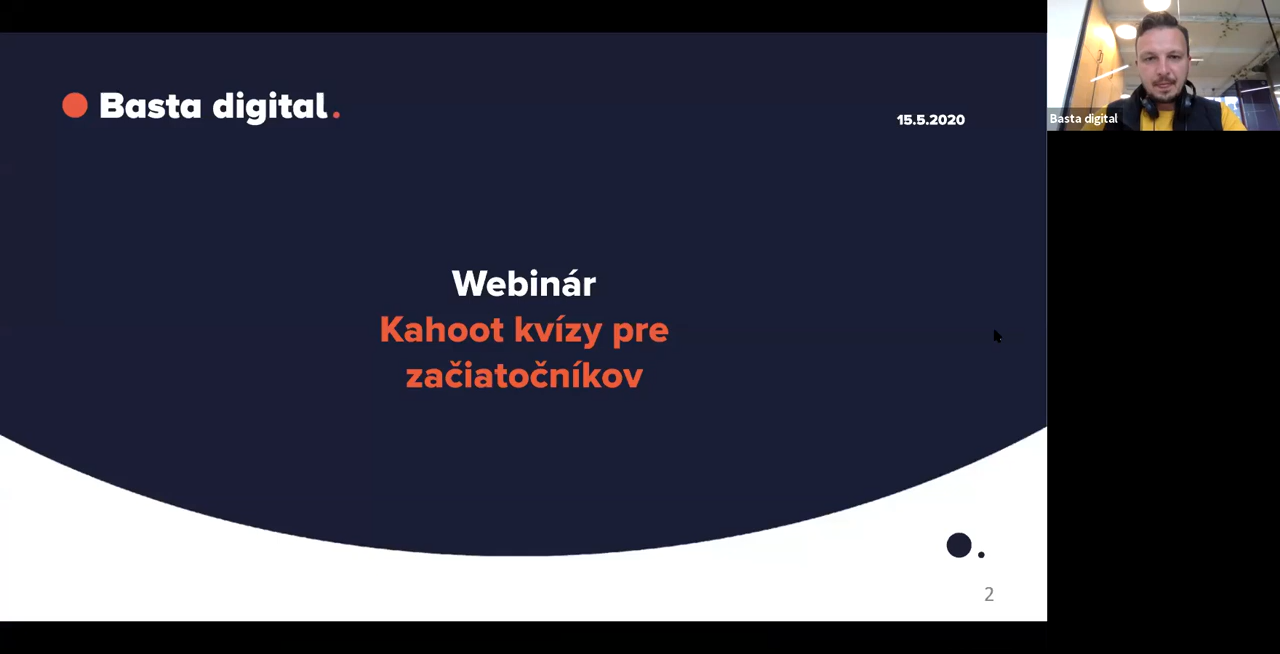 Basta digital.
15.5.2020
Basta digital
Webinár
Kahoot kvízy pre
začiatočníkov
2